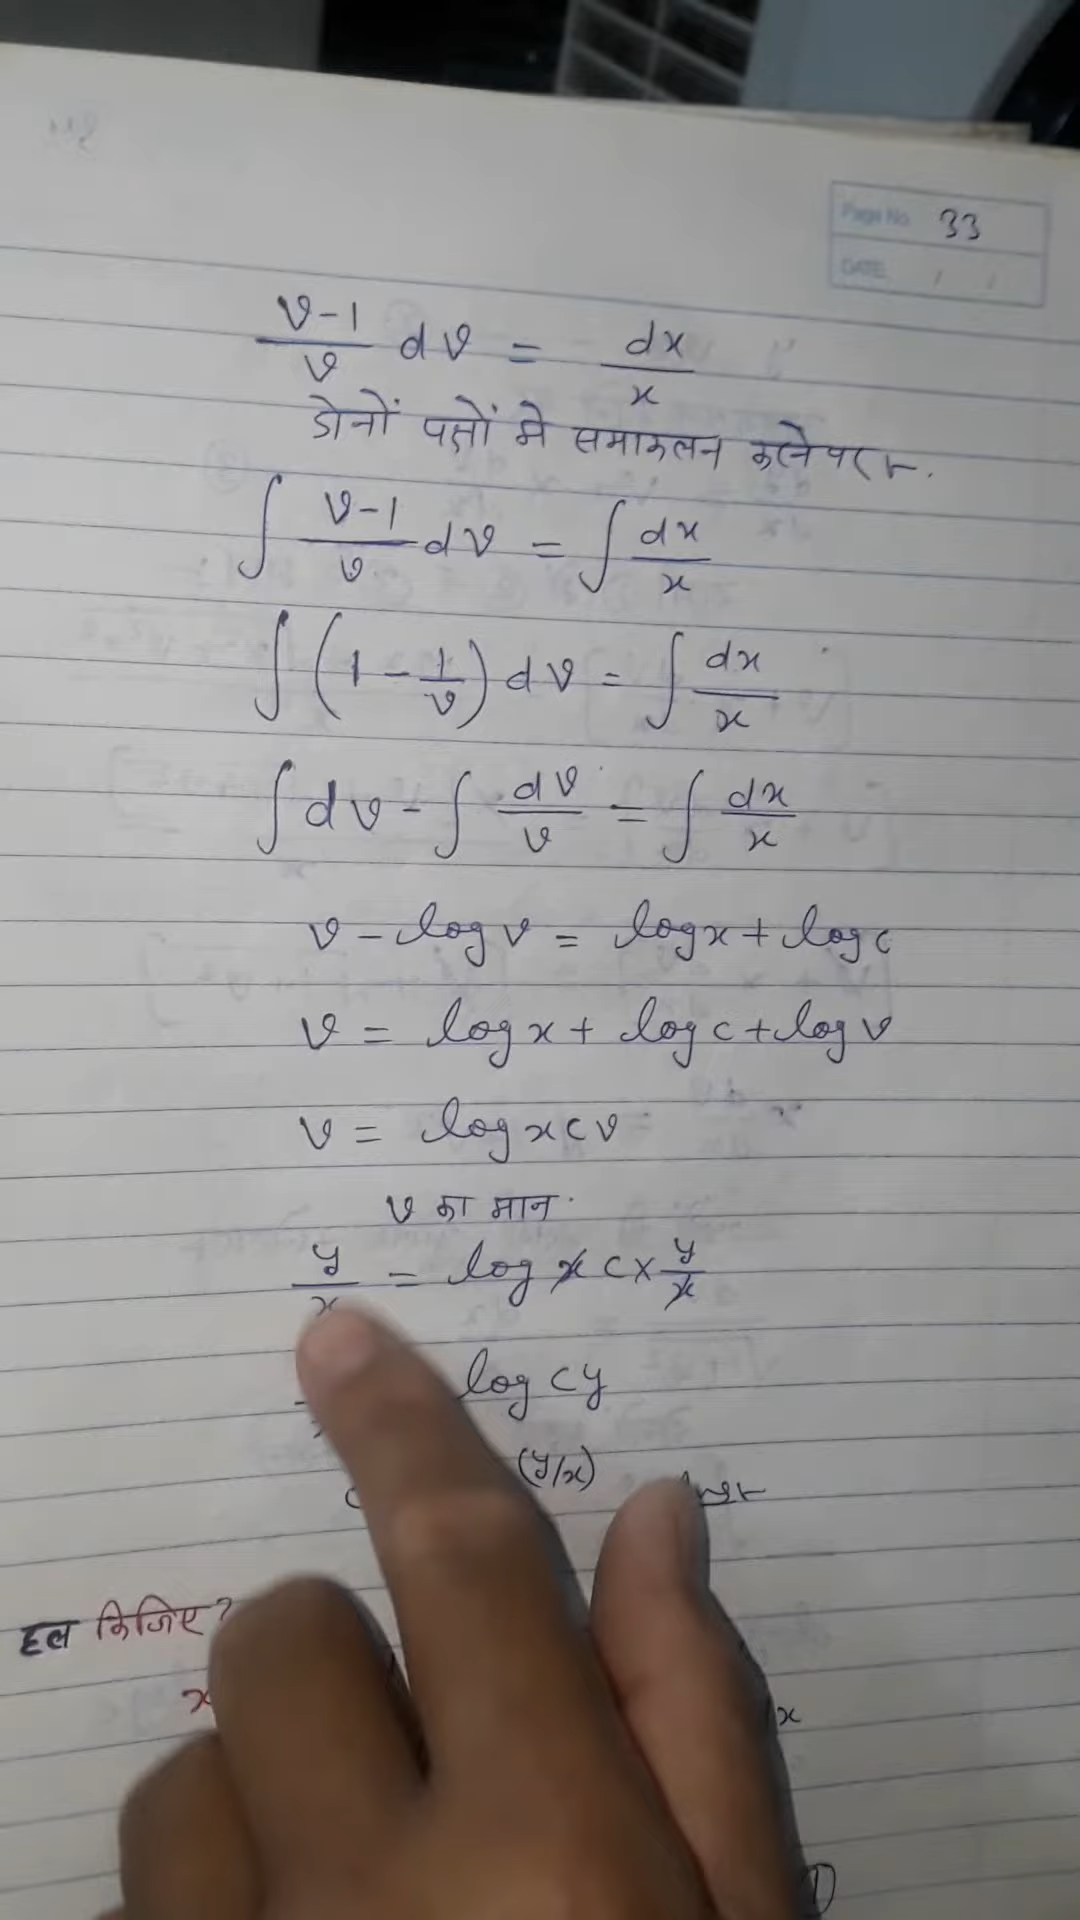 Page No. 33
DATE / /
v-1/v dv = dx/x
दोनों पक्षों मे समाकलन करने पर
∫ v-1/v dv = ∫ dx/x
∫ (1 - 1/v) dv = ∫ dx/x
∫ dv - ∫ dv/v = ∫ dx/x
v - log v = log x + log c
v = log x + log c + log v
v = log x c v
v का मान
y/x = log x c × y/x
log cy
(y/x)
हल किजिए?
x
x